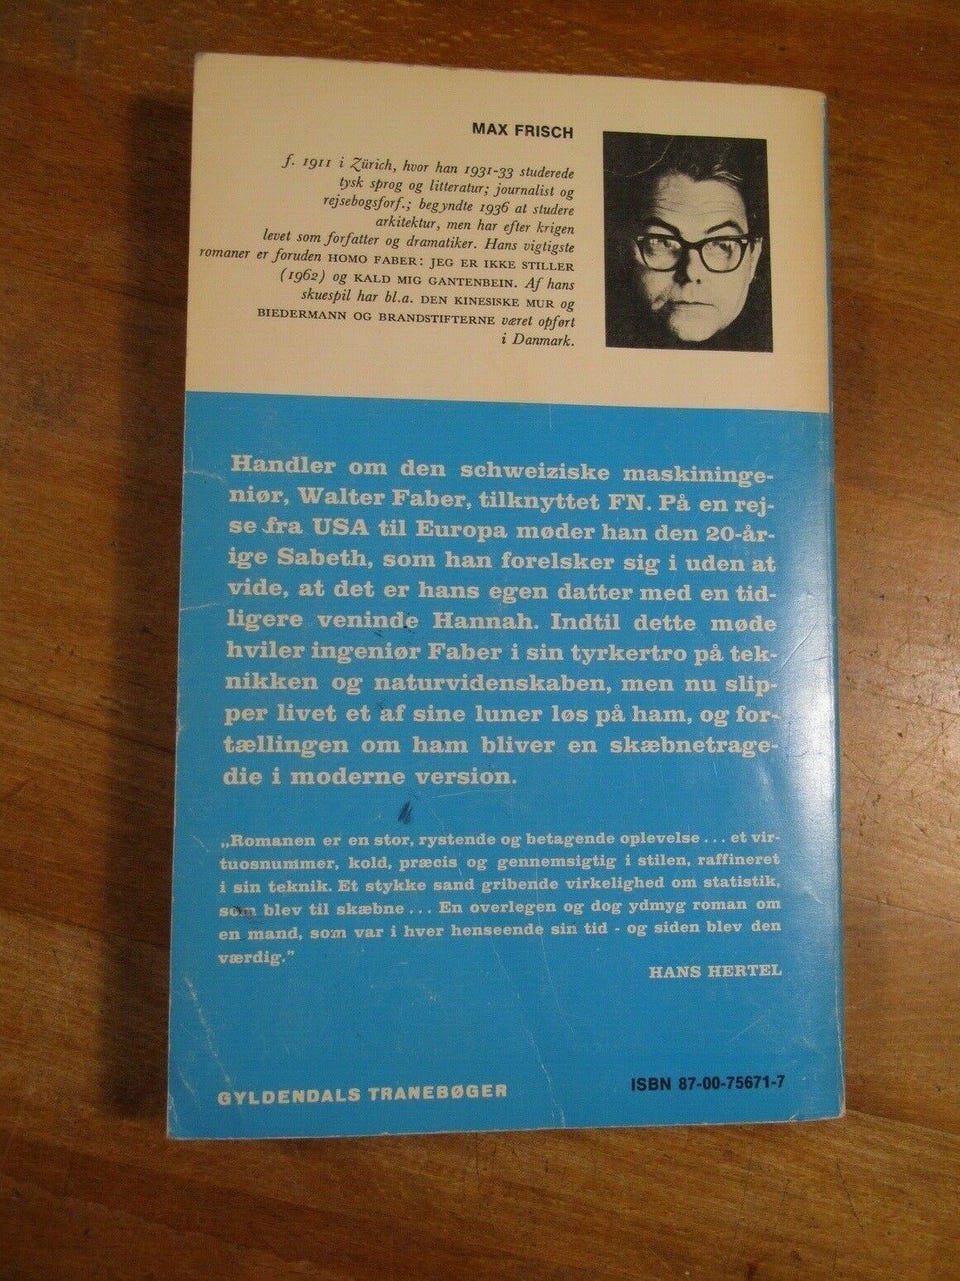 MAX FRISCH
f. 1911 i Zürich, hvor han 1931-33 studerede
tysk sprog og litteratur; journalist og
rejsebogsforf.; begyndte 1936 at studere
arkitektur, men har efter krigen
levet som forfatter og dramatiker. Hans vigtigste
romaner er foruden HOMO FABER: JEG ER IKKE STILLER
(1962) og KALD MIG GANTENBEIN. Af hans
skuespil har bl.a. DEN KINESISKE MUR og
BIEDERMANN OG BRANDSTIFTERNE været opført
i Danmark.
Handler om den schweiziske maskininge-
niør, Walter Faber, tilknyttet FN. På en rej-
se fra USA til Europa møder han den 20-år-
ige Sabeth, som han forelsker sig i uden at
vide, at det er hans egen datter med en tid-
ligere veninde Hannah. Indtil dette møde
hviler ingeniør Faber i sin tyrkertro på tek-
nikken og naturvidenskaben, men nu slip-
per livet et af sine luner løs på ham, og for-
tællingen om ham bliver en skæbnetrage-
die i moderne version.
„Romanen er en stor, rystende og betagende oplevelse ... et vir-
tuosnummer, kold, præcis og gennemsigtig i stilen, raffineret
i sin teknik. Et stykke sand gribende virkelighed om statistik,
som blev til skæbne ... En overlegen og dog ydmyg roman om
en mand, som var i hver henseende sin tid - og siden blev den
værdig.”
HANS HERTEL
GYLDENDALS TRANEBØGER
ISBN 87-00-75671-7